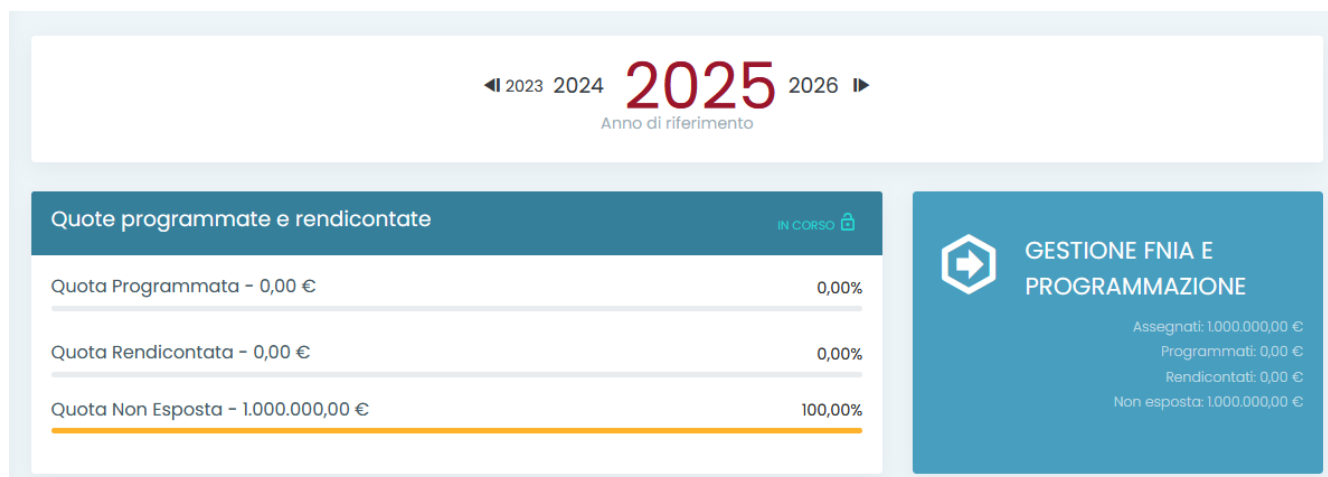 2023 2024 2025 2026
Anno di riferimento
Quote programmate e rendicontate
IN CORSO
Quota Programmata - 0,00 €
0,00%
Quota Rendicontata - 0,00 €
0,00%
Quota Non Esposta - 1.000.000,00 €
100,00%
GESTIONE FNIA E
PROGRAMMAZIONE
Assegnati: 1.000.000,00 €
Programmati: 0,00 €
Rendicontati: 0,00 €
Non esposta: 1.000.000,00 €